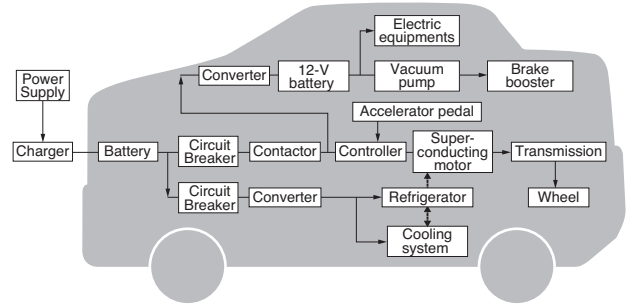 Electric
equipments
Power
Supply
Converter
12-V
battery
Vacuum
pump
Brake
booster
Accelerator pedal
Charger
Battery
Circuit
Breaker
Contactor
Controller
Super-
conducting
motor
Transmission
Circuit
Breaker
Converter
Refrigerator
Wheel
Cooling
system